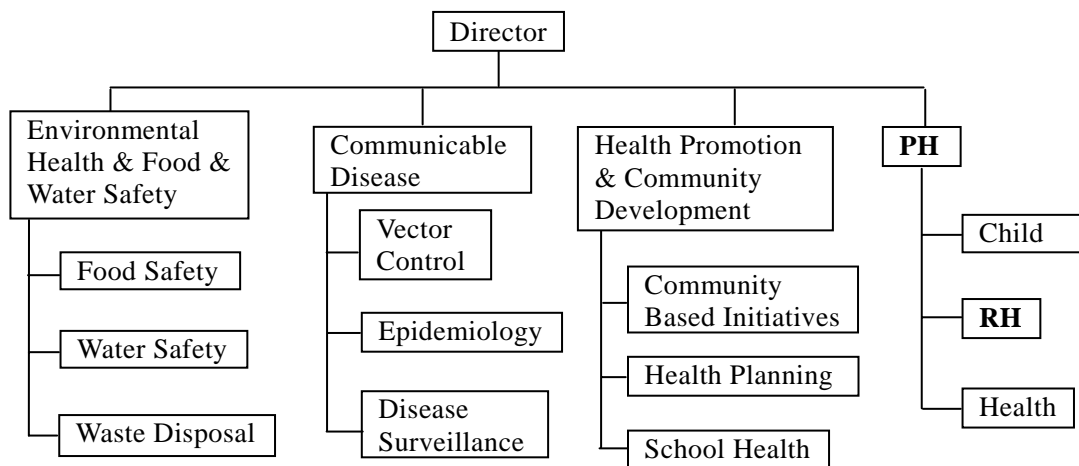 Director
Environmental
Health & Food &
Water Safety
Food Safety
Water Safety
Waste Disposal
Communicable
Disease
Vector
Control
Epidemiology
Disease
Surveillance
Health Promotion
& Community
Development
Community
Based Initiatives
Health Planning
School Health
PH
Child
RH
Health